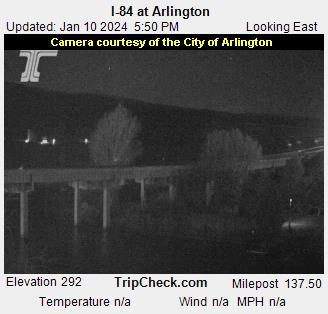 I-84 at Arlington
Updated: Jan 10 2024 5:50 PM Looking East
Camera courtesy of the City of Arlington
Elevation 292 TripCheck.com Milepost 137.50
Temperature n/a Wind n/a MPH n/a